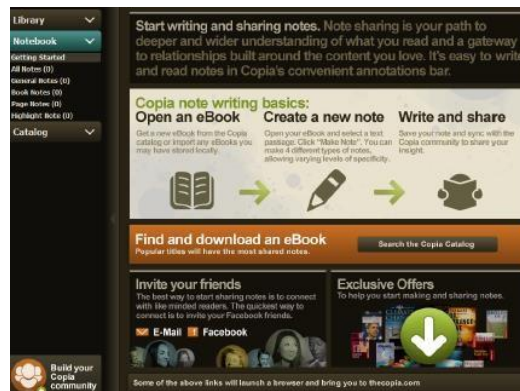 Library
Notebook
Getting Started
All Notes (0)
General Notes (0)
Book Notes (0)
Page Notes (0)
Highlight Note (0)
Catalog
Build your
Copia
community
Start writing and sharing notes. Note sharing is your path to
deeper and wider understanding of what you read and a gateway
to relationships built around the content you love. It's easy to write
and read notes in Copia's convenient annotations bar.
Copia note writing basics:
Open an eBook
Get a new eBook from the Copia
catalog or import any eBooks you
may have stored locally.
Create a new note
Open your eBook and select a text
passage. Click "Make Note". You can
make 4 different types of notes,
allowing varying levels of specificity.
Write and share
Save your note and sync with the
Copia community to share your
insight.
Find and download an eBook
Popular titles will have the most shared notes.
Search the Copia Catalog
Invite your friends
The best way to start sharing notes is to connect
with like minded readers. The quickest way to
connect is to invite your Facebook friends.
E-Mail
Facebook
Exclusive Offers
To help you start making and sharing notes.
Some of the above links will launch a browser and bring you to thecopia.com